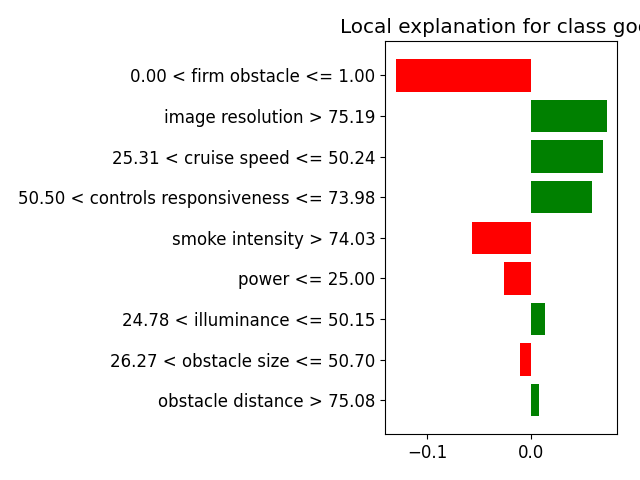 Local explanation for class goo
0.00 < firm obstacle <= 1.00
image resolution > 75.19
25.31 < cruise speed <= 50.24
50.50 < controls responsiveness <= 73.98
smoke intensity > 74.03
power <= 25.00
24.78 < illuminance <= 50.15
26.27 < obstacle size <= 50.70
obstacle distance > 75.08
−0.1 0.0